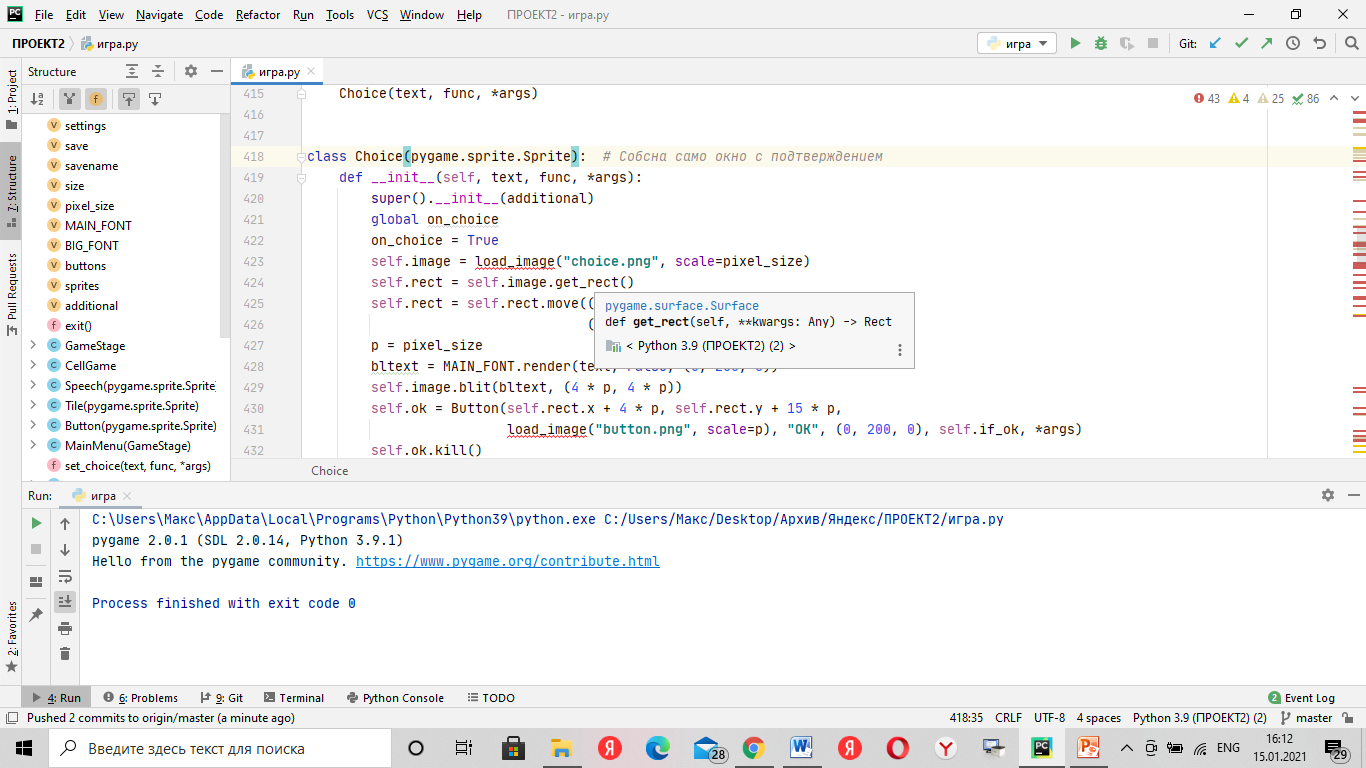 PC File Edit View Navigate Code Refactor Run Tools VCS Window Help ПРОЕКТ2 - игра.py
ПРОЕКТ2 игра.py игра Git:
1: Project
Structure
игра.py
settings
save
savename
size
pixel_size
MAIN_FONT
BIG_FONT
buttons
sprites
additional
exit()
GameStage
CellGame
Speech(pygame.sprite.Sprite)
Tile(pygame.sprite.Sprite)
Button(pygame.sprite.Sprite)
MainMenu(GameStage)
set_choice(text, func, *args)
7: Structure
Pull Requests
2: Favorites
43 4 25 86
415 Choice(text, func, *args)
416
417
418 class Choice(pygame.sprite.Sprite): # Собсна само окно с подтверждением
419 def __init__(self, text, func, *args):
420 super().__init__(additional)
421 global on_choice
422 on_choice = True
423 self.image = load_image("choice.png", scale=pixel_size)
424 self.rect = self.image.get_rect()
425 self.rect = self.rect.move((
426 (
427 p = pixel_size
428 bltext = MAIN_FONT.render(text, False, (0, 200, 0))
429 self.image.blit(bltext, (4 * p, 4 * p))
430 self.ok = Button(self.rect.x + 4 * p, self.rect.y + 15 * p,
431 load_image("button.png", scale=p), "OK", (0, 200, 0), self.if_ok, *args)
432 self.ok.kill()
pygame.surface.Surface
def get_rect(self, **kwargs: Any) -> Rect
< Python 3.9 (ПРОЕКТ2) (2) >
Choice
Run: игра
C:\Users\Макс\AppData\Local\Programs\Python\Python39\python.exe C:/Users/Макс/Desktop/Архив/Яндекс/ПРОЕКТ2/игра.py
pygame 2.0.1 (SDL 2.0.14, Python 3.9.1)
Hello from the pygame community. https://www.pygame.org/contribute.html
Process finished with exit code 0
4: Run 6: Problems 9: Git Terminal Python Console TODO 2 Event Log
Pushed 2 commits to origin/master (a minute ago) 418:35 CRLF UTF-8 4 spaces Python 3.9 (ПРОЕКТ2) (2) master
Введите здесь текст для поиска 28 ENG 16:12
15.01.2021 29